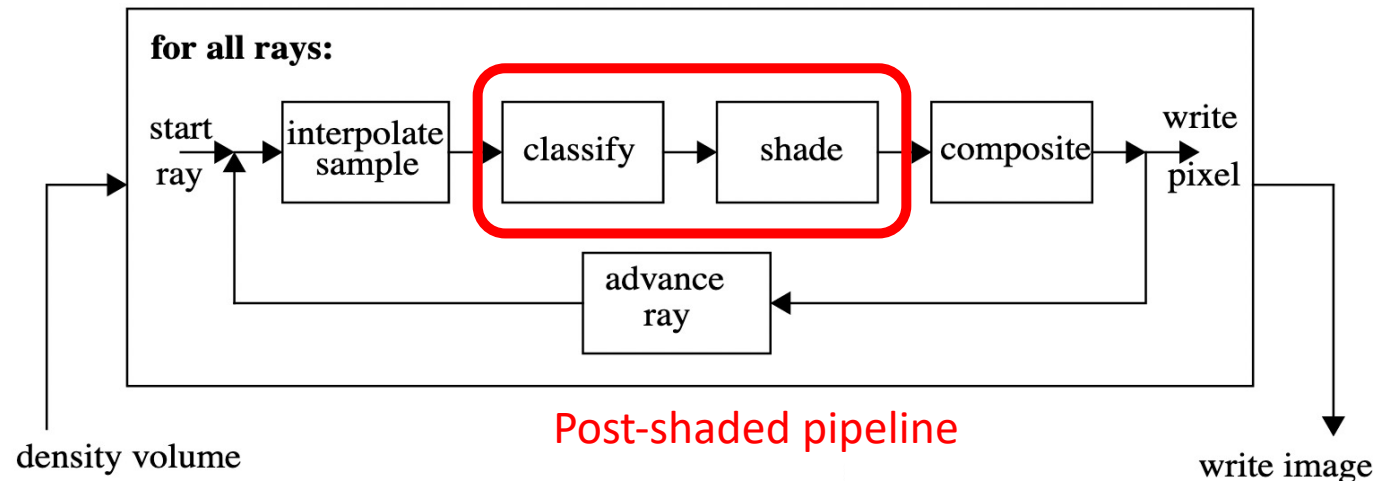 for all rays:
start
ray
interpolate
sample
classify
shade
composite
write
pixel
advance
ray
Post-shaded pipeline
density volume
write image